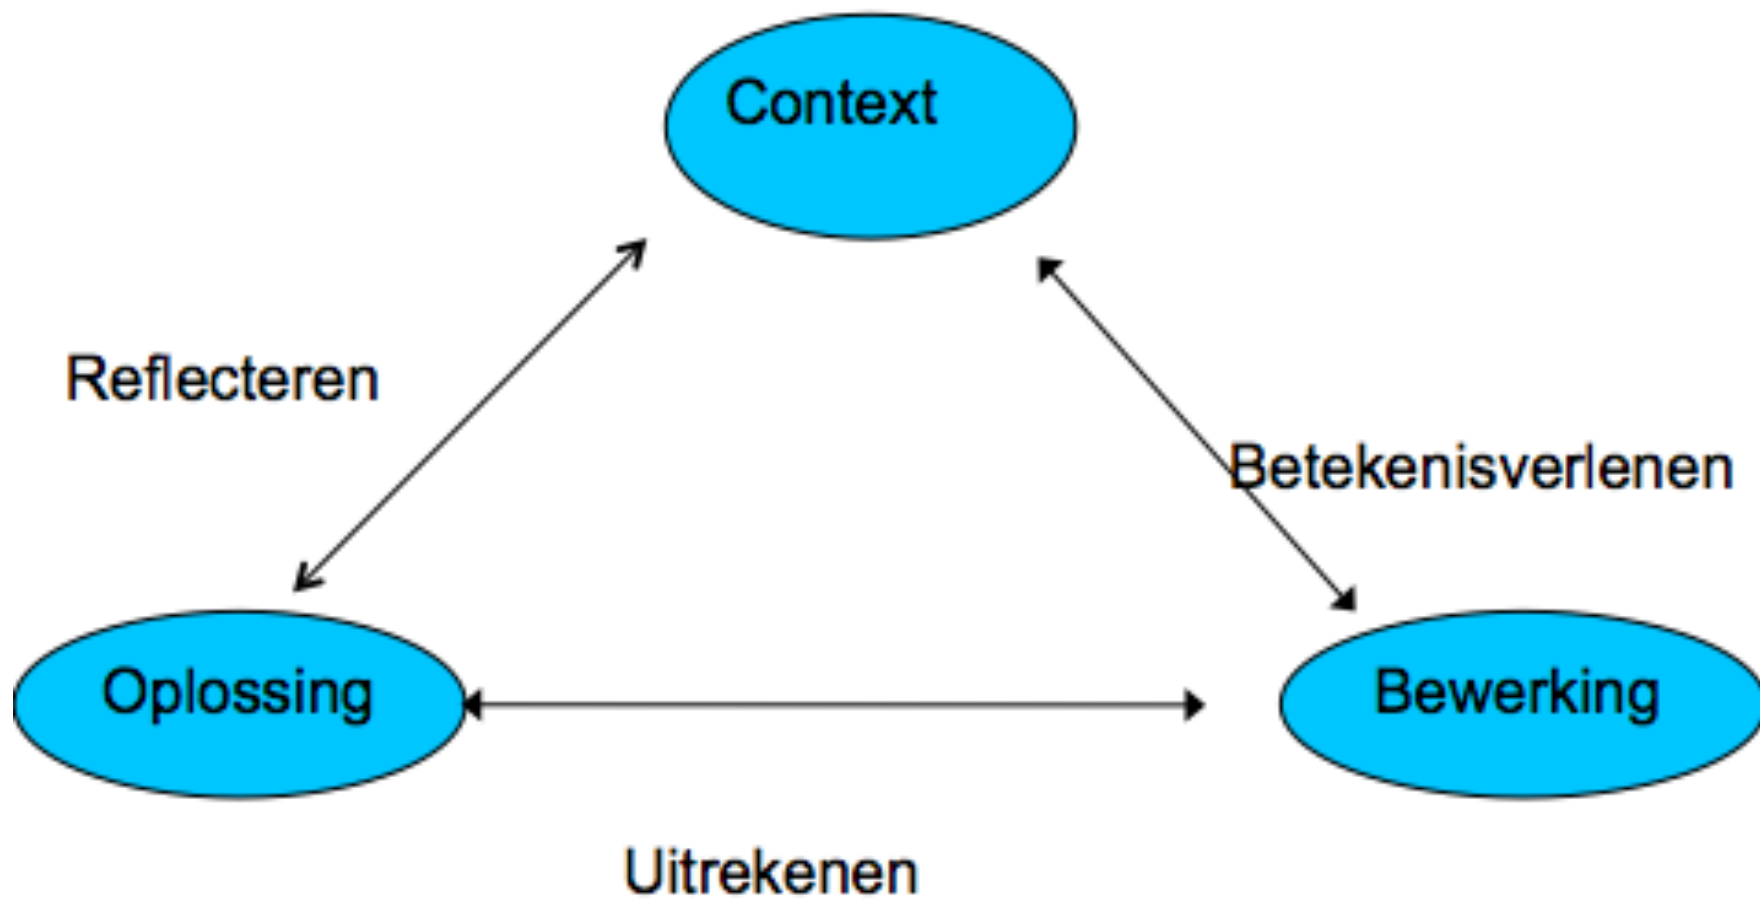 Context
Reflecteren
Betekenisverlenen
Oplossing
Bewerking
Uitrekenen